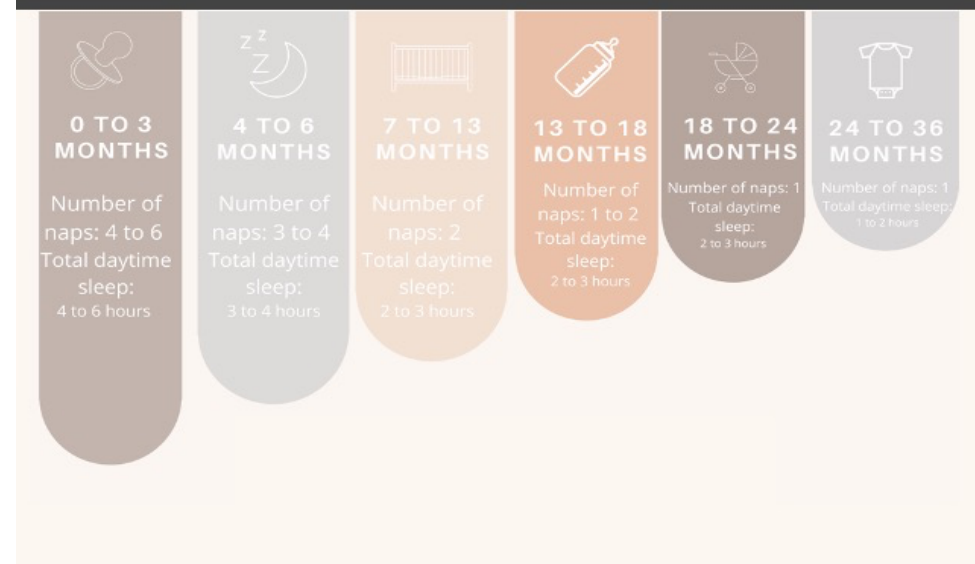 0 TO 3
MONTHS
Number of
naps: 4 to 6
Total daytime
sleep:
4 to 6 hours
Z Z
Z
4 TO 6
MONTHS
Number of
naps: 3 to 4
Total daytime
sleep:
3 to 4 hours
7 TO 13
MONTHS
Number of
naps: 2
Total daytime
sleep:
2 to 3 hours
13 TO 18
MONTHS
Number of
naps: 1 to 2
Total daytime
sleep:
2 to 3 hours
18 TO 24
MONTHS
Number of naps: 1
Total daytime
sleep:
2 to 3 hours
24 TO 36
MONTHS
Number of naps: 1
Total daytime sleep:
1 to 2 hours